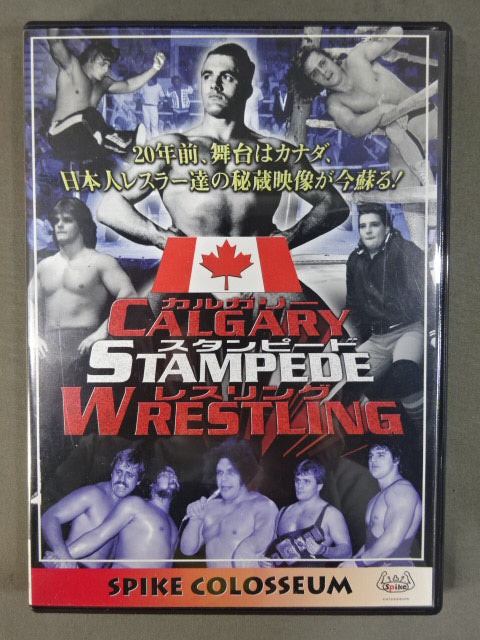 20年前、舞台はカナダ、
日本人レスラー達の秘蔵映像が今蘇る!
カルガリー
CALGARY
スタンピード
STAMPEDE
レスリング
WRESTLING
SPIKE COLOSSEUM
Spike
COLOSSEUM